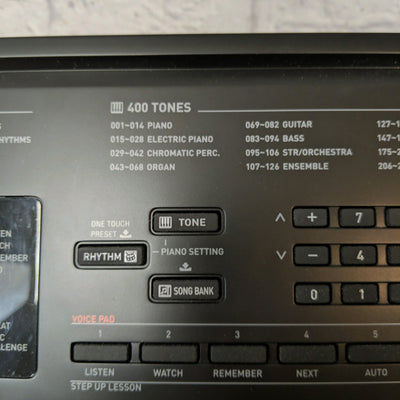 400 TONES
001~014 PIANO
069~082 GUITAR
127~1
015~028 ELECTRIC PIANO
083~094 BASS
147~1
HYTHMS
029~042 CHROMATIC PERC.
095~106 STR/ORCHESTRA
175~2
043~068 ORGAN
107~126 ENSEMBLE
206~2
ONE TOUCH
PRESET
TONE
+
7
RHYTHM
PIANO SETTING
−
4
SONG BANK
0
1
VOICE PAD
1
2
3
4
5
LISTEN
WATCH
REMEMBER
NEXT
AUTO
STEP UP LESSON